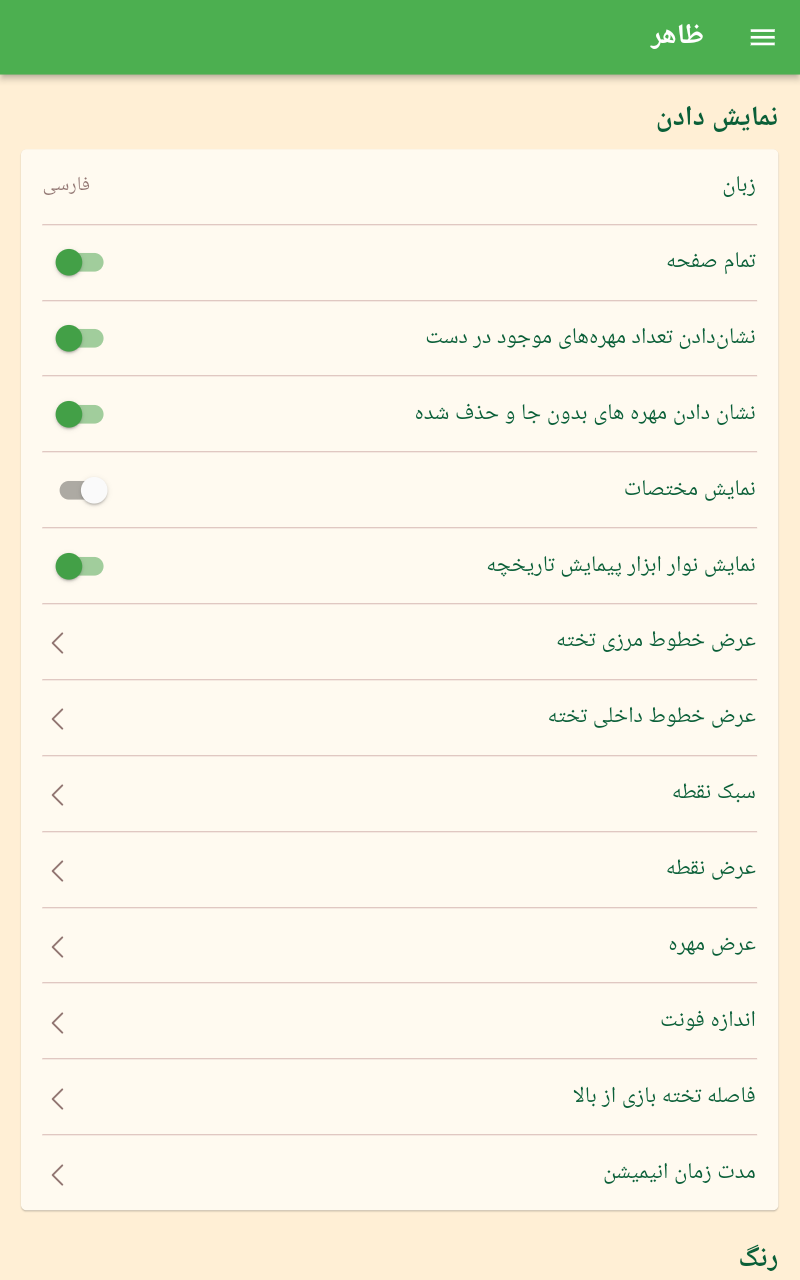 ظاهر
نمایش دادن
زبان فارسی
تمام صفحه
نشان‌دادن تعداد مهره‌های موجود در دست
نشان دادن مهره های بدون جا و حذف شده
نمایش مختصات
نمایش نوار ابزار پیمایش تاریخچه
عرض خطوط مرزی تخته
عرض خطوط داخلی تخته
سبک نقطه
عرض نقطه
عرض مهره
اندازه فونت
فاصله تخته بازی از بالا
مدت زمان انیمیشن
رنگ